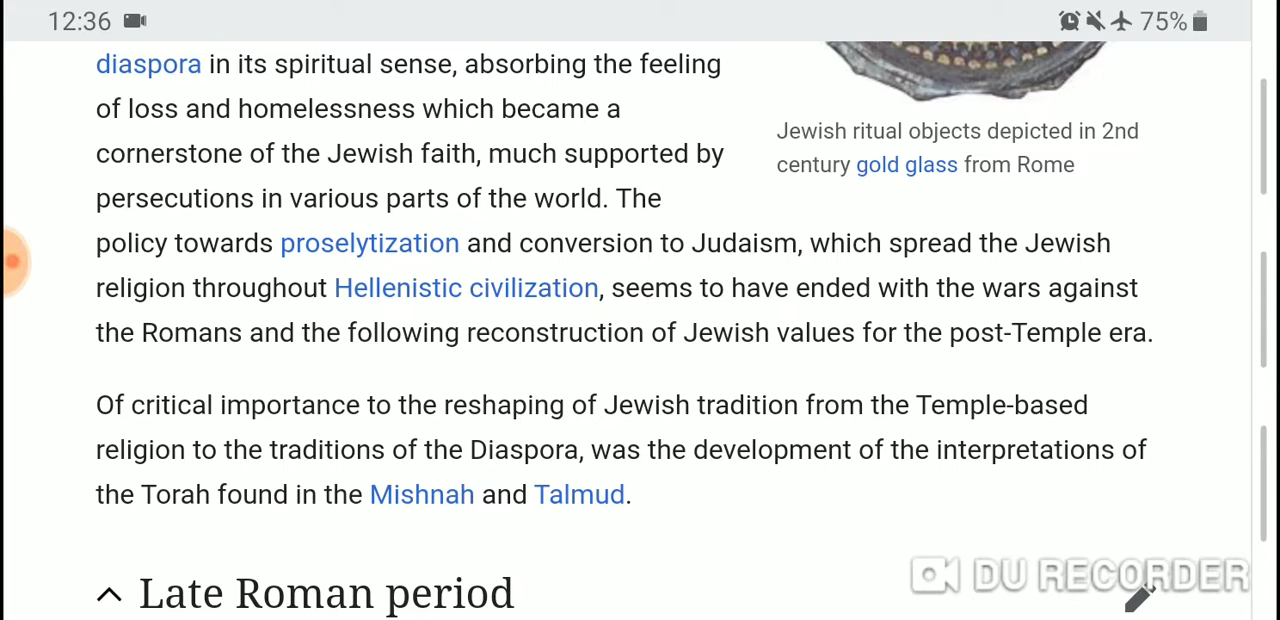 12:36
75%
diaspora in its spiritual sense, absorbing the feeling
of loss and homelessness which became a
cornerstone of the Jewish faith, much supported by
persecutions in various parts of the world. The
Jewish ritual objects depicted in 2nd
century gold glass from Rome
policy towards proselytization and conversion to Judaism, which spread the Jewish
religion throughout Hellenistic civilization, seems to have ended with the wars against
the Romans and the following reconstruction of Jewish values for the post-Temple era.
Of critical importance to the reshaping of Jewish tradition from the Temple-based
religion to the traditions of the Diaspora, was the development of the interpretations of
the Torah found in the Mishnah and Talmud.
Late Roman period
DU RECORDER